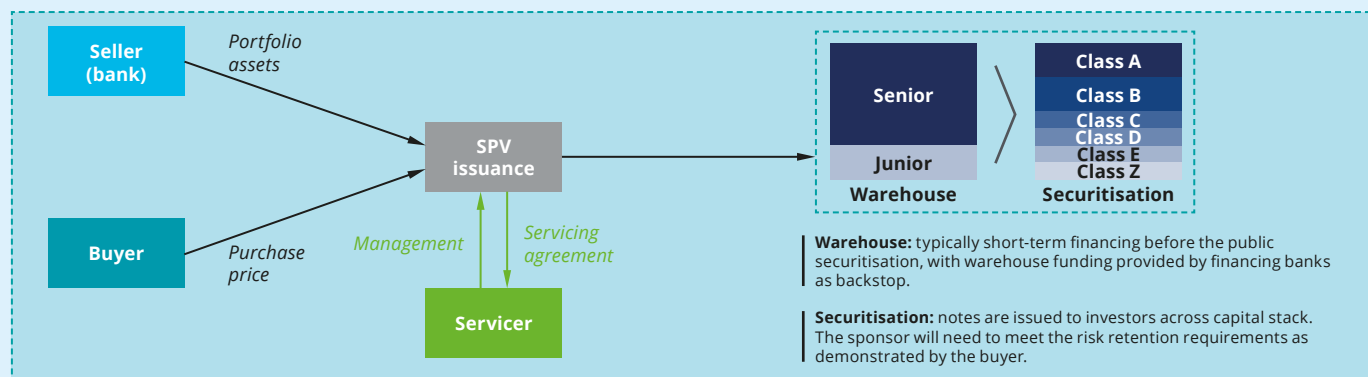 Seller
(bank)
Portfolio
assets
Buyer
Purchase
price
SPV
issuance
Management
Servicing
agreement
Servicer
Senior
Junior
Warehouse
Class A
Class B
Class C
Class D
Class E
Class Z
Securitisation
Warehouse: typically short-term financing before the public
securitisation, with warehouse funding provided by financing banks
as backstop.
Securitisation: notes are issued to investors across capital stack.
The sponsor will need to meet the risk retention requirements as
demonstrated by the buyer.